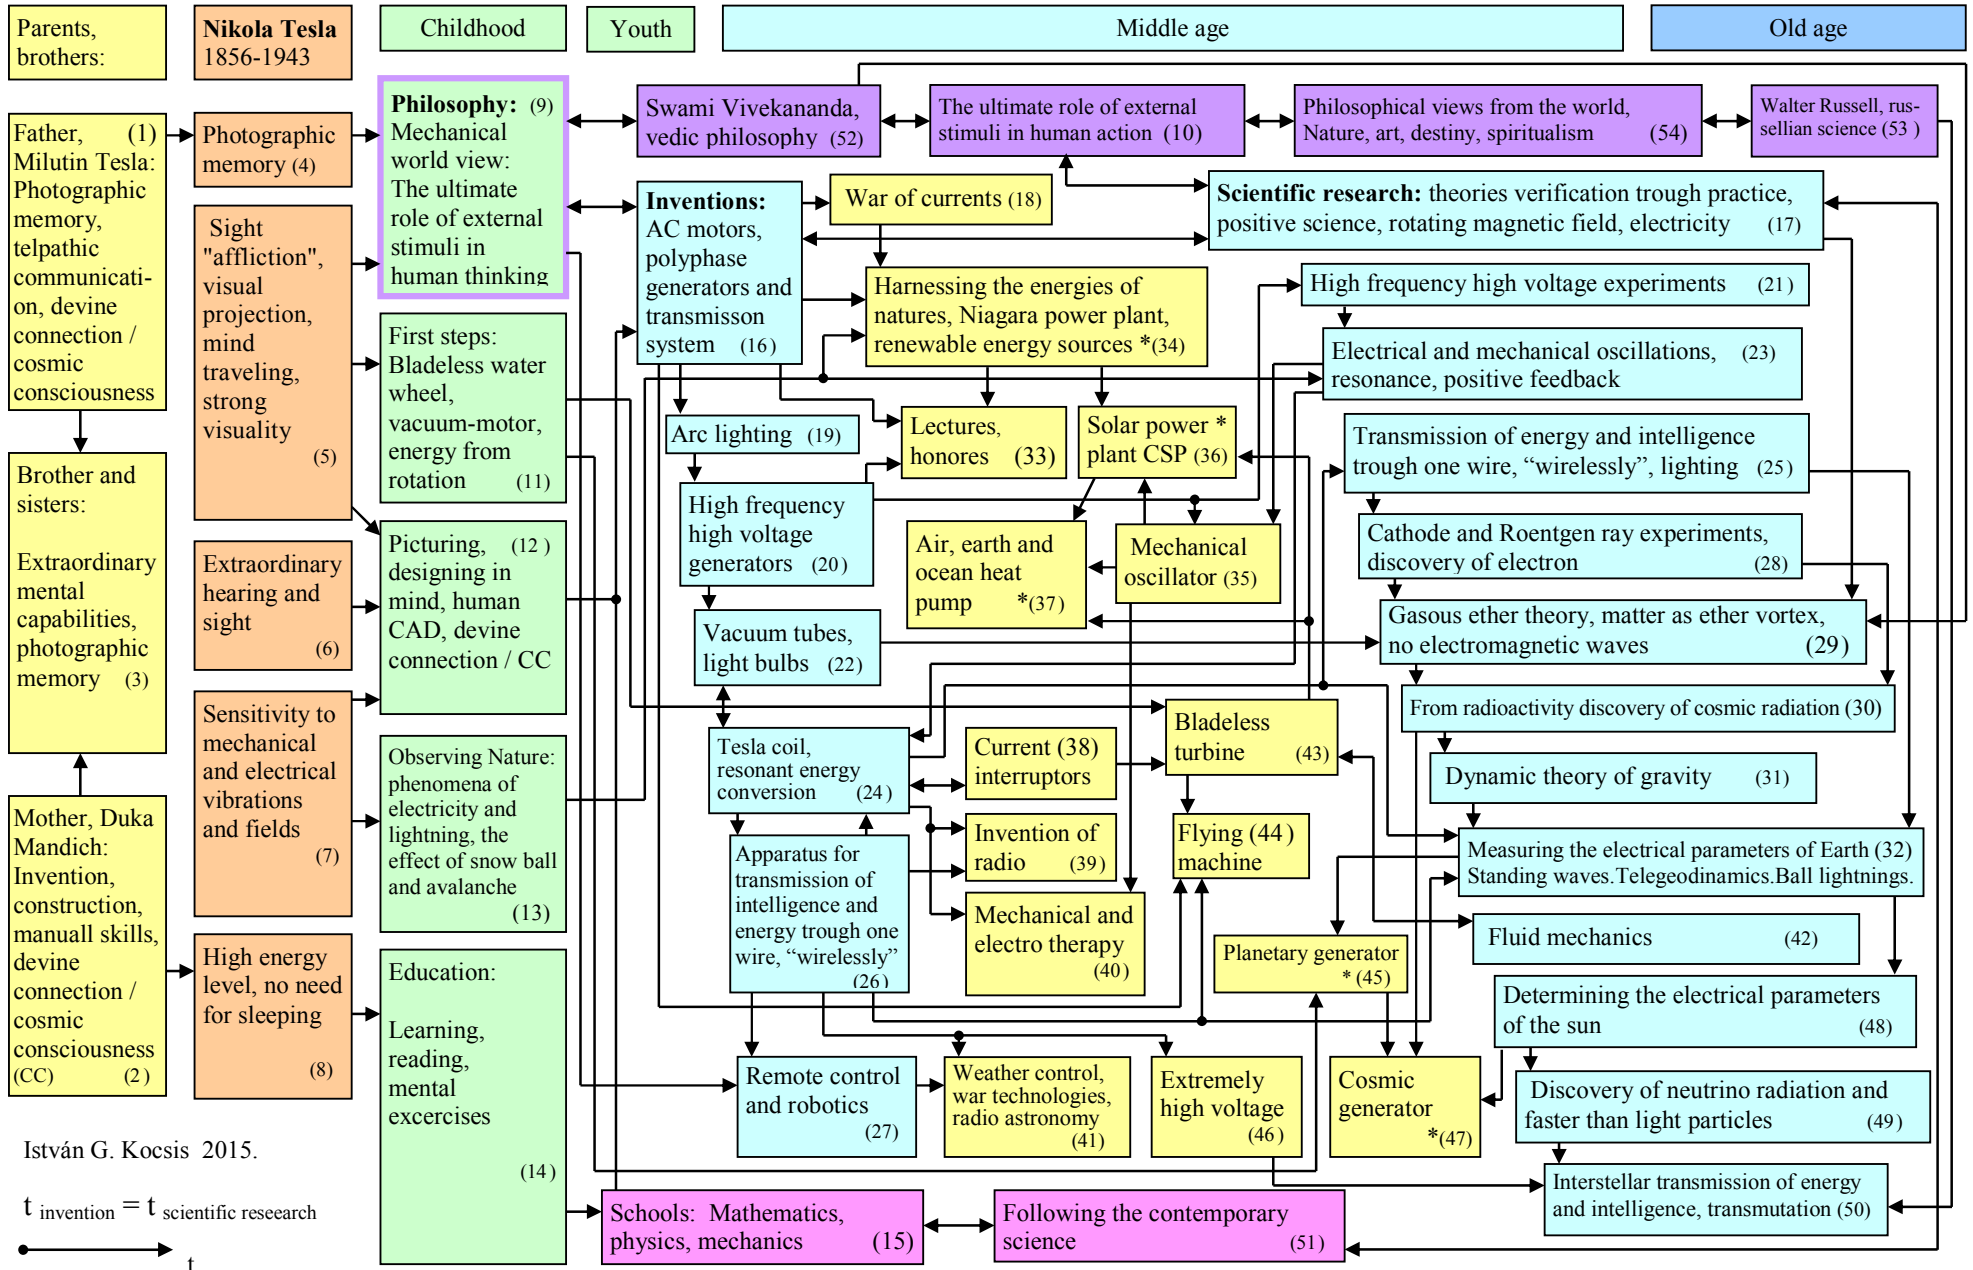 Parents,
brothers:
Nikola Tesla
1856-1943
Childhood
Youth
Middle age
Old age
Father, (1)
Milutin Tesla:
Photographic
memory,
telpathic
communicati-
on, devine
connection /
cosmic
consciousness
Brother and
sisters:
Extraordinary
mental
capabilities,
photographic
memory (3)
Mother, Duka
Mandich:
Invention,
construction,
manuall skills,
devine
connection /
cosmic
consciousness
(CC) (2)
Photographic
memory (4)
Sight
"affliction",
visual
projection,
mind
traveling,
strong
visuality
(5)
Extraordinary
hearing and
sight
(6)
Sensitivity to
mechanical
and electrical
vibrations
and fields
(7)
High energy
level, no need
for sleeping
(8)
Philosophy: (9)
Mechanical
world view:
The ultimate
role of external
stimuli in
human thinking
First steps:
Bladeless water
wheel,
vacuum-motor,
energy from
rotation (11)
Picturing, (12)
designing in
mind, human
CAD, devine
connection / CC
Observing Nature:
phenomena of
electricity and
lightning, the
effect of snow ball
and avalanche
(13)
Education:
Learning,
reading,
mental
excercises
(14)
Swami Vivekananda,
vedic philosophy (52)
The ultimate role of external
stimuli in human action (10)
Philosophical views from the world,
Nature, art, destiny, spiritualism (54)
Walter Russell, rus-
sellian science (53)
Inventions:
AC motors,
polyphase
generators and
transmisson
system (16)
War of currents (18)
Scientific research: theories verification trough practice,
positive science, rotating magnetic field, electricity (17)
Harnessing the energies of
natures, Niagara power plant,
renewable energy sources *(34)
High frequency high voltage experiments (21)
Electrical and mechanical oscillations, (23)
resonance, positive feedback
Arc lighting (19)
Lectures,
honores (33)
Solar power *
plant CSP (36)
Transmission of energy and intelligence
trough one wire, “wirelessly”, lighting (25)
High frequency
high voltage
generators (20)
Air, earth and
ocean heat
pump *(37)
Mechanical
oscillator (35)
Cathode and Roentgen ray experiments,
discovery of electron (28)
Vacuum tubes,
light bulbs (22)
Gasous ether theory, matter as ether vortex,
no electromagnetic waves (29)
From radioactivity discovery of cosmic radiation (30)
Tesla coil,
resonant energy
conversion (24)
Current (38)
interruptors
Bladeless
turbine (43)
Dynamic theory of gravity (31)
Invention of
radio (39)
Flying (44)
machine
Measuring the electrical parameters of Earth (32)
Standing waves.Telegeodinamics.Ball lightnings.
Apparatus for
transmission of
intelligence and
energy trough one
wire, “wirelessly”
(26)
Mechanical and
electro therapy
(40)
Planetary generator
* (45)
Fluid mechanics (42)
Determining the electrical parameters
of the sun (48)
Remote control
and robotics
(27)
Weather control,
war technologies,
radio astronomy
(41)
Extremely
high voltage
(46)
Cosmic
generator
*(47)
Discovery of neutrino radiation and
faster than light particles (49)
Interstellar transmission of energy
and intelligence, transmutation (50)
Schools: Mathematics,
physics, mechanics (15)
Following the contemporary
science (51)
István G. Kocsis 2015.
t invention = t scientific reseearch
t